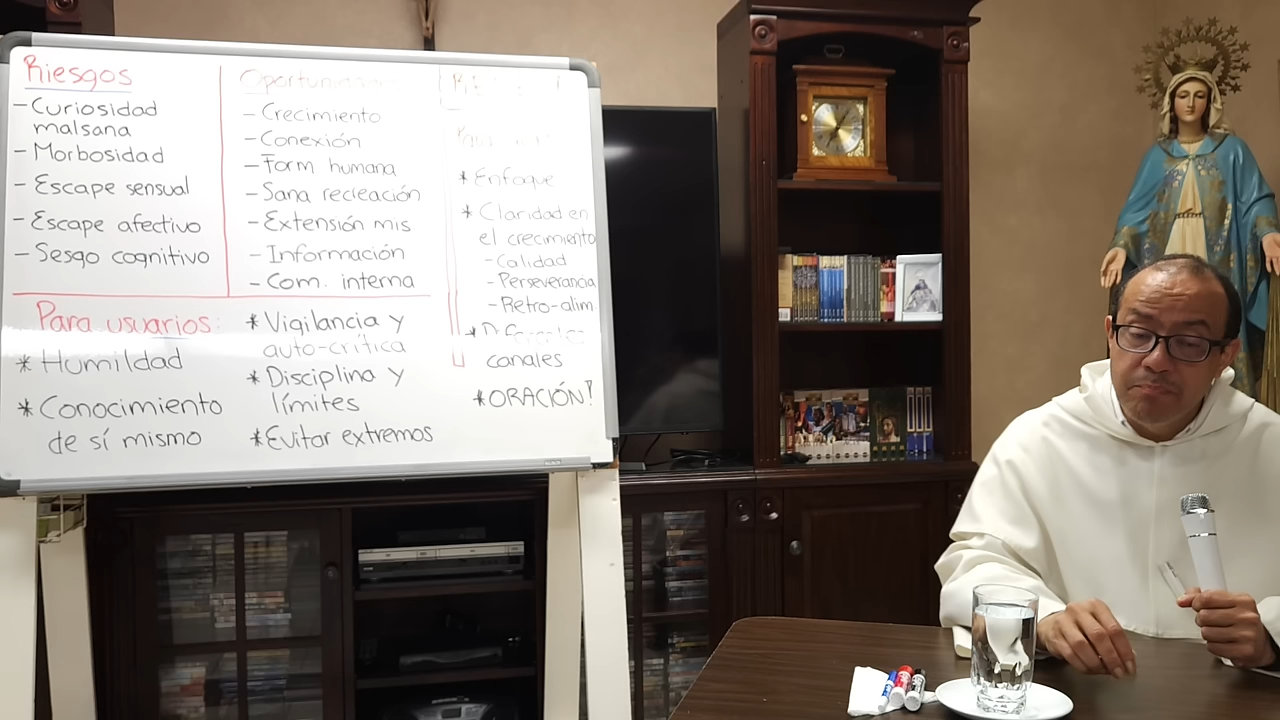 Riesgos
- Curiosidad
malsana
- Morbosidad
- Escape sensual
- Escape afectivo
- Sesgo cognitivo
- Crecimiento
- Conexión
- Form humana
- Sana recreación
- Extensión mis
- Información
- Com. interna
Para usuarios:
* Humildad
* Conocimiento
de sí mismo
* Vigilancia y
auto-crítica
* Disciplina y
límites
* Evitar extremos
* Enfoque
* Claridad en
el crecimiento
- Calidad
- Perseverancia
- Retro-alim
canales
* ORACIÓN!